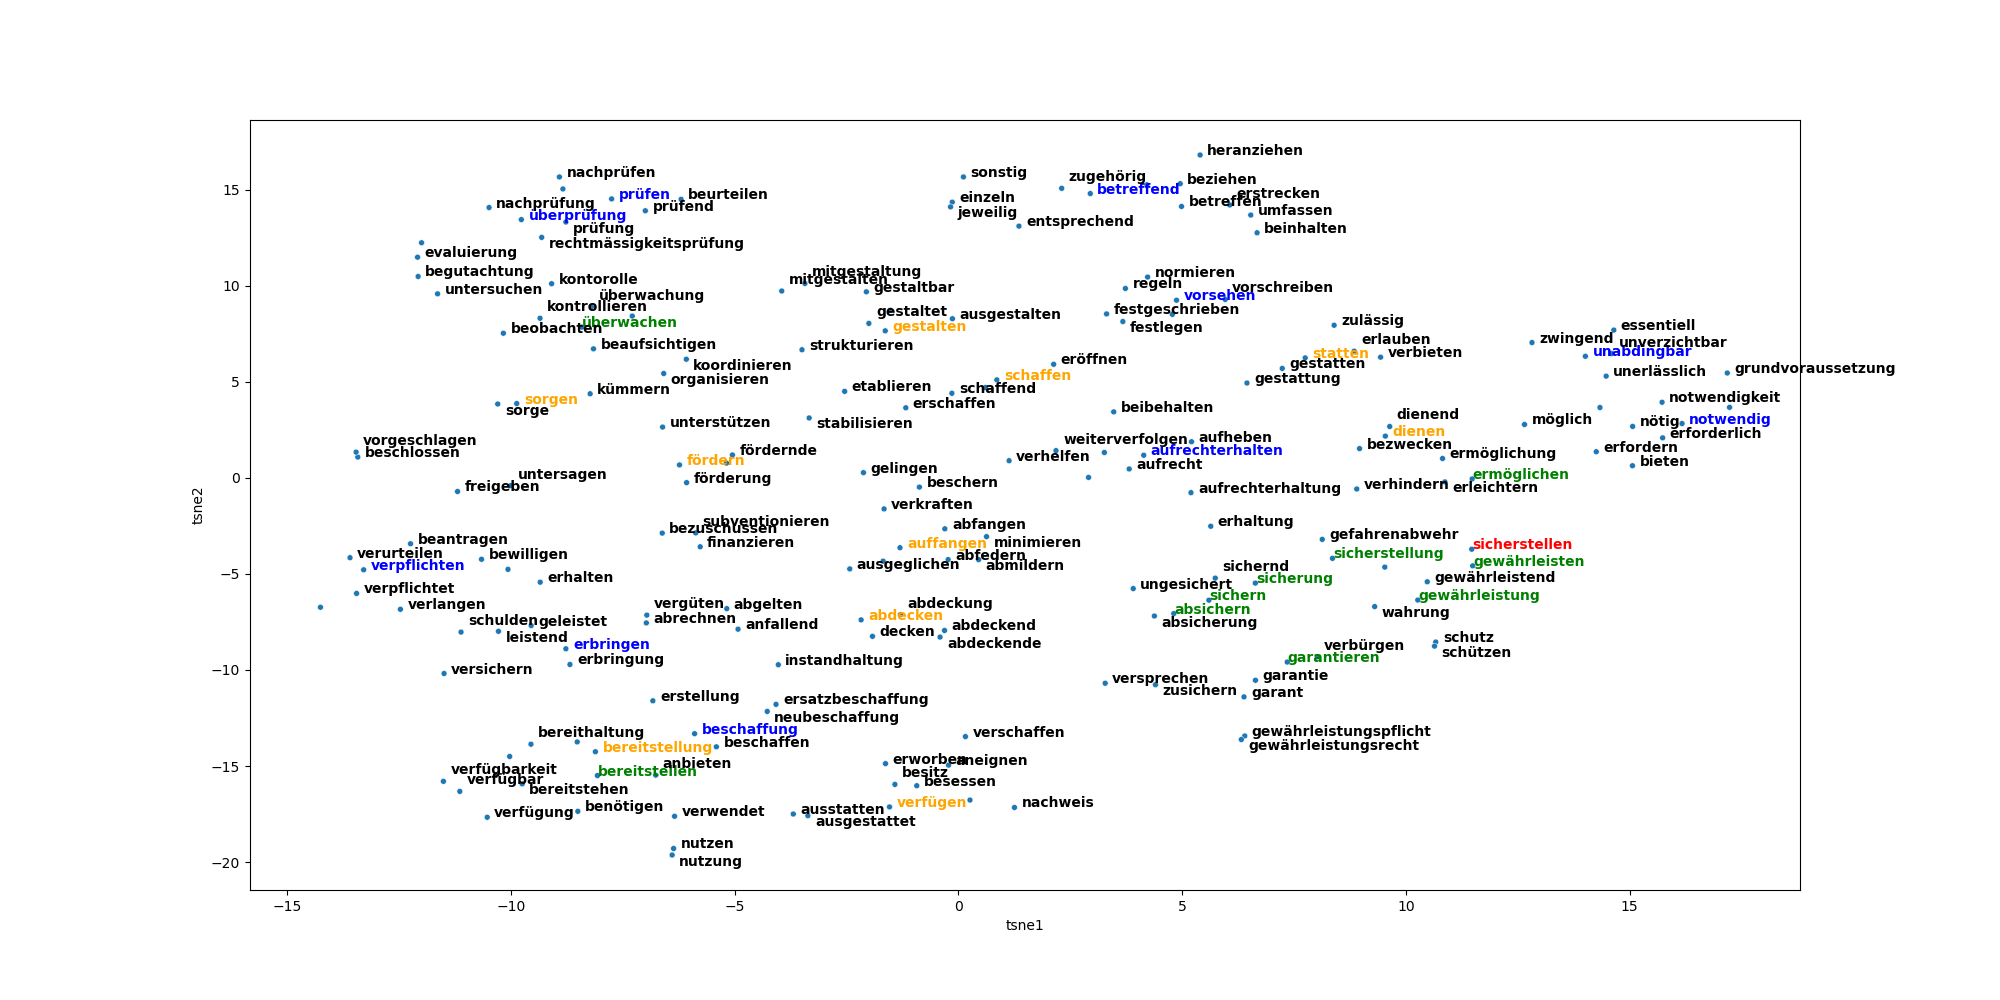 heranziehen
nachprüfen
sonstig
zugehörig
beziehen
betreffend
prüfen
beurteilen
erstrecken
einzeln
betreffen
nachprüfung
prüfend
umfassen
jeweilig
überprüfung
entsprechend
prüfung
beinhalten
rechtmässigkeitsprüfung
evaluierung
begutachtung
mitgestaltung
normieren
kontorolle
mitgestalten
regeln
untersuchen
gestaltbar
vorschreiben
überwachung
vorsehen
kontrollieren
gestaltet
festgeschrieben
ausgestalten
zulässig
überwachen
gestalten
festlegen
essentiell
beobachten
erlauben
zwingend
unverzichtbar
beaufsichtigen
strukturieren
statten
verbieten
unabdingbar
koordinieren
eröffnen
gestatten
unerlässlich
grundvoraussetzung
organisieren
schaffen
gestattung
kümmern
etablieren
schaffend
sorgen
erschaffen
notwendigkeit
sorge
beibehalten
dienend
unterstützen
stabilisieren
möglich
nötig
notwendig
vorgeschlagen
weiterverfolgen
aufheben
dienen
erforderlich
beschlossen
fördernde
verhelfen
aufrechterhalten
bezwecken
ermöglichung
erfordern
fördern
gelingen
aufrecht
bieten
untersagen
förderung
beschern
ermöglichen
freigeben
aufrechterhaltung
verhindern
erleichtern
verkraften
subventionieren
bezuschussen
abfangen
erhaltung
beantragen
finanzieren
auffangen
minimieren
gefahrenabwehr
sicherstellen
verurteilen
bewilligen
abfedern
sicherstellung
verpflichten
ausgeglichen
abmildern
sichernd
gewährleisten
erhalten
ungesichert
sicherung
gewährleistend
verpflichtet
sichern
gewährleistung
verlangen
vergüten
abgelten
abdeckung
absichern
wahrung
schulden
geleistet
abrechnen
anfallend
abdecken
absicherung
leistend
decken
abdeckend
erbringen
abdeckende
verbürgen
schutz
erbringung
instandhaltung
garantieren
schützen
versichern
versprechen
garantie
erstellung
ersatzbeschaffung
zusichern
garant
neubeschaffung
bereithaltung
beschaffung
verschaffen
gewährleistungspflicht
bereitstellung
beschaffen
gewährleistungsrecht
verfügbarkeit
bereitstellen
anbieten
erworben
aneignen
verfügbar
besitz
bereitstehen
besessen
verfügung
benötigen
verwendet
ausstatten
verfügen
nachweis
ausgestattet
nutzen
nutzung
15
10
5
0
−5
−10
−15
−20
tsne2
−15
−10
−5
0
5
10
15
tsne1